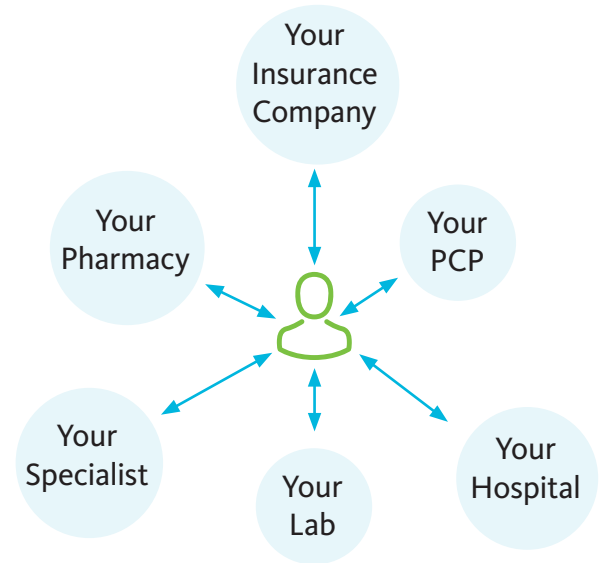 Your
Insurance
Company
Your
Pharmacy
Your
PCP
Your
Specialist
Your
Lab
Your
Hospital